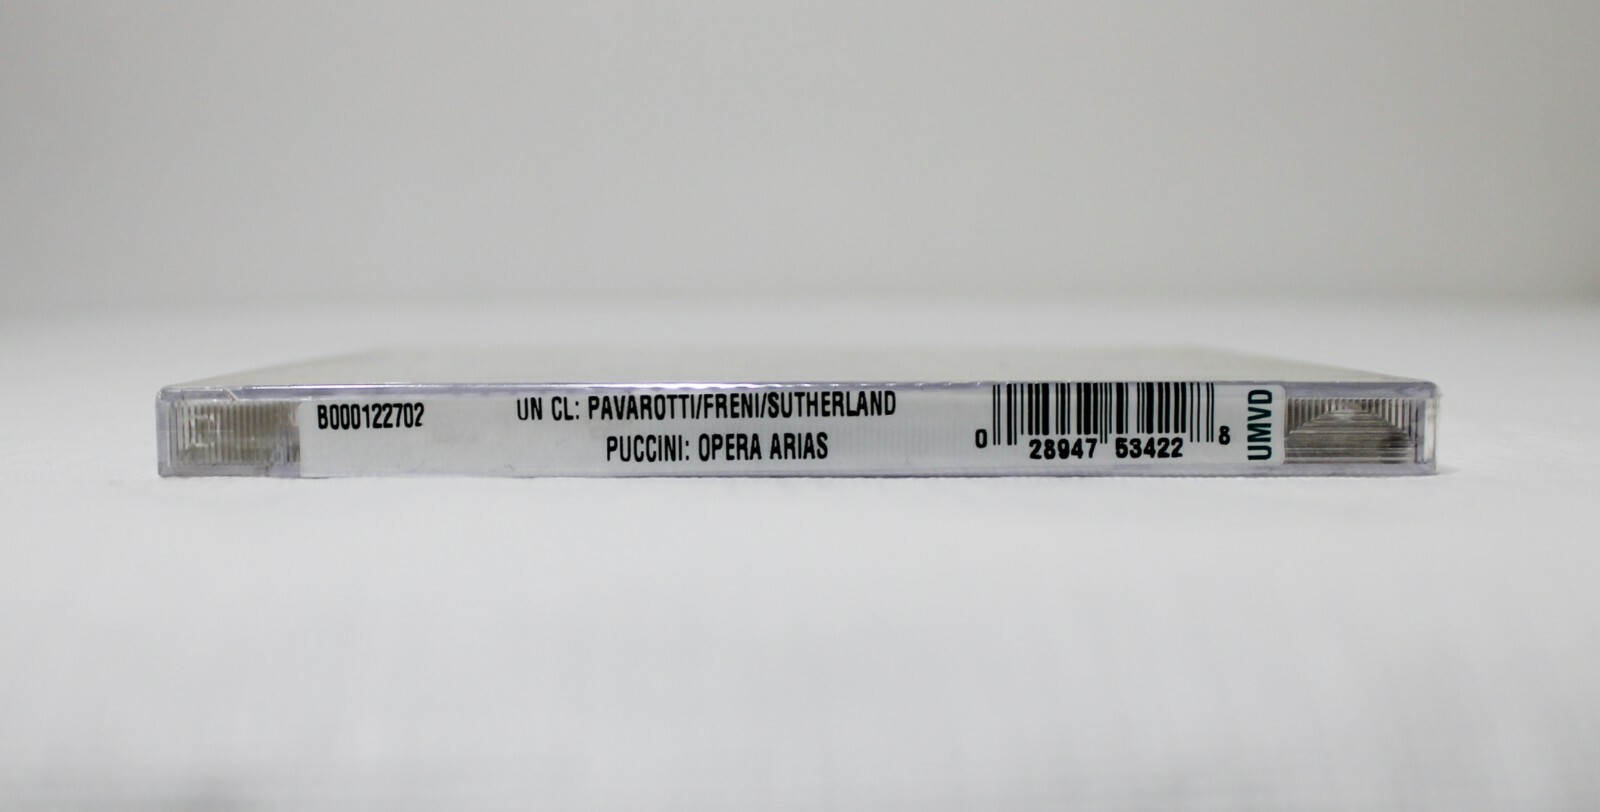 B000122702
UN CL: PAVAROTTI/FRENI/SUTHERLAND
PUCCINI: OPERA ARIAS
0 28947 53422 8
UMVD